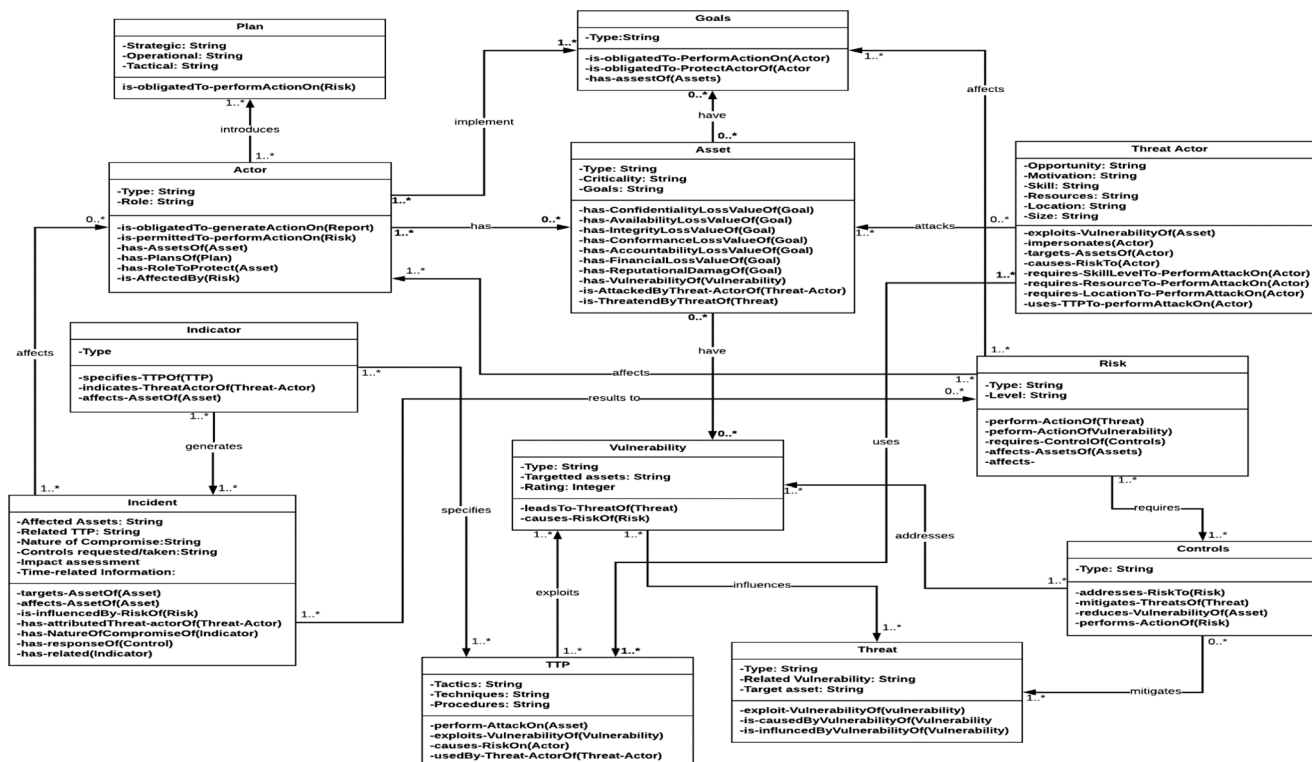 Plan
-Strategic: String
-Operational: String
-Tactical: String
is-obligatedTo-performActionOn(Risk)
1..*
introduces
1..*
Goals
-Type:String
-is-obligatedTo-PerformActionOn(Actor)
-is-obligatedTo-ProtectActorOf(Actor
-has-assestOf(Assets)
1..*
implement
1..*
0..*
have
0..*
1..*
affects
1..*
Actor
-Type: String
-Role: String
-is-obligatedTo-generateActionOn(Report)
-is-permittedTo-performActionOn(Risk)
-has-AssetsOf(Asset)
-has-PlansOf(Plan)
-has-RoleToProtect(Asset)
-is-AffectedBy(Risk)
0..*
affects
1..*
1..*
has
0..*
1..*
affects
1..*
Asset
-Type: String
-Criticality: String
-Goals: String
-has-ConfidentialityLossValueOf(Goal)
-has-AvailabilityLossValueOf(Goal)
-has-IntegrityLossValueOf(Goal)
-has-ConformanceLossValueOf(Goal)
-has-AccountabilityLossValueOf(Goal)
-has-FinancialLossValueOf(Goal)
-has-ReputationalDamagOf(Goal)
-has-VulnerabilityOf(Vulnerability)
-is-AttackedByThreat-ActorOf(Threat-Actor)
-is-ThreatendByThreatOf(Threat)
0..*
have
0..*
1..*
attacks
0..*
Threat Actor
-Opportunity: String
-Motivation: String
-Skill: String
-Resources: String
-Location: String
-Size: String
-exploits-VulnerabilityOf(Asset)
-impersonates(Actor)
-targets-AssetsOf(Actor)
-causes-RiskTo(Actor)
-requires-SkillLevelTo-PerformAttackOn(Actor)
-requires-ResourceTo-PerformAttackOn(Actor)
-requires-LocationTo-PerformAttackOn(Actor)
-uses-TTPTo-performAttackOn(Actor)
1..*
uses
1..*
Indicator
-Type
-specifies-TTPOf(TTP)
-indicates-ThreatActorOf(Threat-Actor)
-affects-AssetOf(Asset)
1..*
specifies
1..*
1..*
generates
1..*
Risk
-Type: String
-Level: String
-perform-ActionOf(Threat)
-peform-ActionOfVulnerability)
-requires-ControlOf(Controls)
-affects-AssetsOf(Assets)
-affects-
1..*
requires
1..*
Incident
-Affected Assets: String
-Related TTP: String
-Nature of Compromise:String
-Controls requested/taken:String
-Impact assessment
-Time-related Information:
-targets-AssetOf(Asset)
-affects-AssetOf(Asset)
-is-influencedBy-RiskOf(Risk)
-has-attributedThreat-actorOf(Threat-Actor)
-has-NatureOfCompromiseOf(Indicator)
-has-responseOf(Control)
-has-related(Indicator)
1..*
results to
0..*
Vulnerability
-Type: String
-Targetted assets: String
-Rating: Integer
-leadsTo-ThreatOf(Threat)
-causes-RiskOf(Risk)
1..*
exploits
1..*
1..*
influences
1..*
1..*
addresses
1..*
Controls
-Type: String
-addresses-RiskTo(Risk)
-mitigates-ThreatsOf(Threat)
-reduces-VulnerabilityOf(Asset)
-performs-ActionOf(Risk)
0..*
mitigates
1..*
TTP
-Tactics: String
-Techniques: String
-Procedures: String
-perform-AttackOn(Asset)
-exploits-VulnerabilityOf(Vulnerability)
-causes-RiskOn(Actor)
-usedBy-Threat-ActorOf(Threat-Actor)
Threat
-Type: String
-Related Vulnerability: String
-Target asset: String
-exploit-VulnerabilityOf(vulnerability)
-is-causedByVulnerabilityOf(Vulnerability
-is-influncedByVulnerabilityOf(Vulnerability)